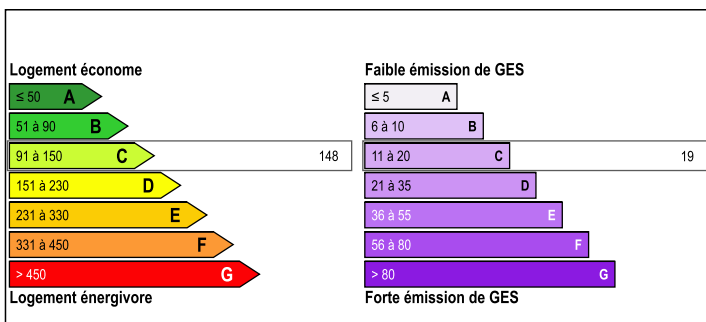 Logement économe
≤ 50 A
51 à 90 B
91 à 150 C 148
151 à 230 D
231 à 330 E
331 à 450 F
> 450 G
Logement énergivore
Faible émission de GES
≤ 5 A
6 à 10 B
11 à 20 C 19
21 à 35 D
36 à 55 E
56 à 80 F
> 80 G
Forte émission de GES